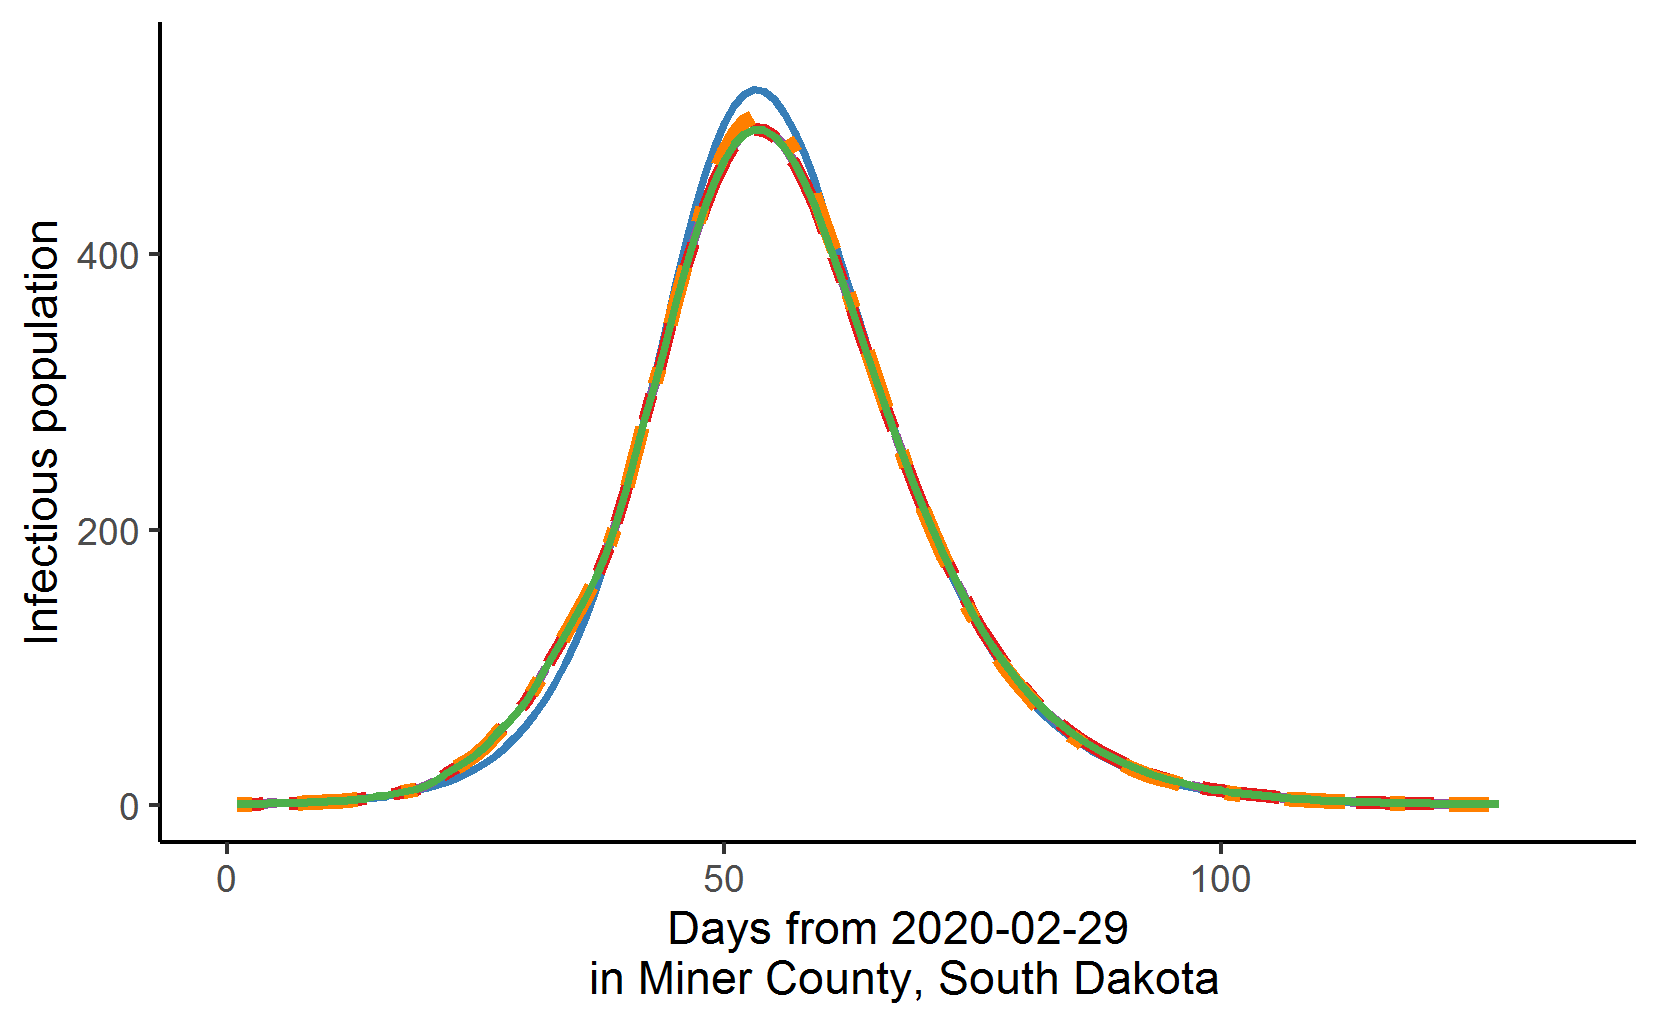 Infectious population
400
200
0
0
50
100
Days from 2020-02-29
in Miner County, South Dakota